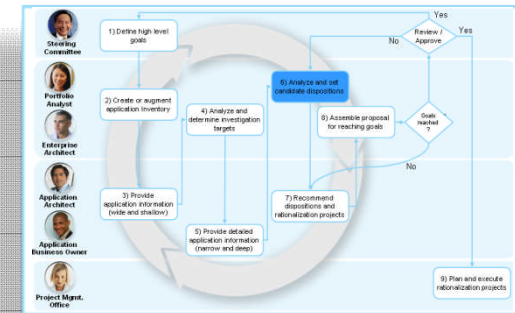 Steering
Committee
Portfolio
Analyst
Enterprise
Architect
Application
Architect
Application
Business Owner
Project Mgmt.
Office
1) Define high-level
goals
2) Create or augment
application Inventory
3) Provide
application information
(wide and shallow)
4) Analyze and
determine investigation
targets
5) Provide detailed
application information
(narrow and deep)
6) Analyze and set
candidate dispositions
7) Recommend
dispositions and
rationalization projects
8) Assemble proposal
for reaching goals
Goals
reached
?
No
Review /
Approve
Yes
No
Yes
9) Plan and execute
rationalization projects